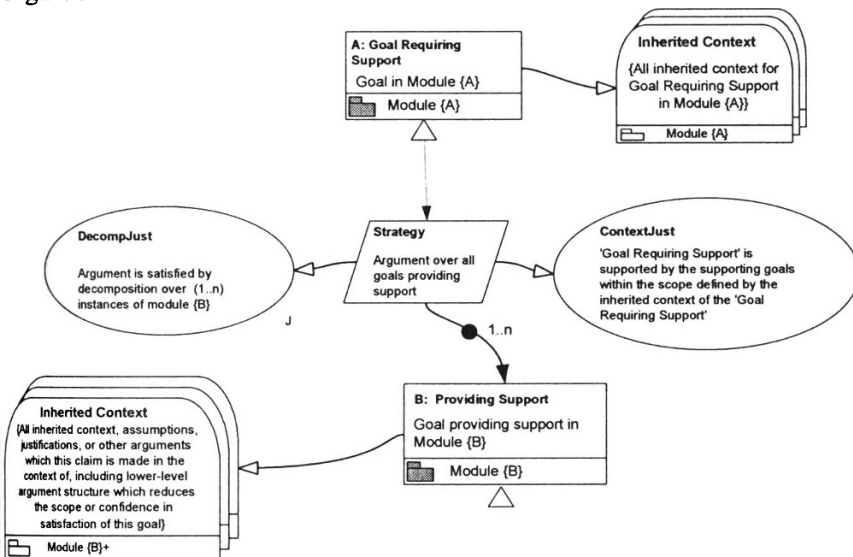 A: Goal Requiring
Support
Goal in Module {A}
Module {A}
Inherited Context
{All inherited context for
Goal Requiring Support
in Module {A}}
Module {A}
DecompJust
Argument is satisfied by
decomposition over (1..n)
instances of module {B}
J
Strategy
Argument over all
goals providing
support
ContextJust
'Goal Requiring Support' is
supported by the supporting goals
within the scope defined by the
inherited context of the 'Goal
Requiring Support'
1..n
B: Providing Support
Goal providing support in
Module {B}
Module {B}
Inherited Context
{All inherited context, assumptions,
justifications, or other arguments
which this claim is made in the
context of, including lower-level
argument structure which reduces
the scope or confidence in
satisfaction of this goal}
Module {B}+